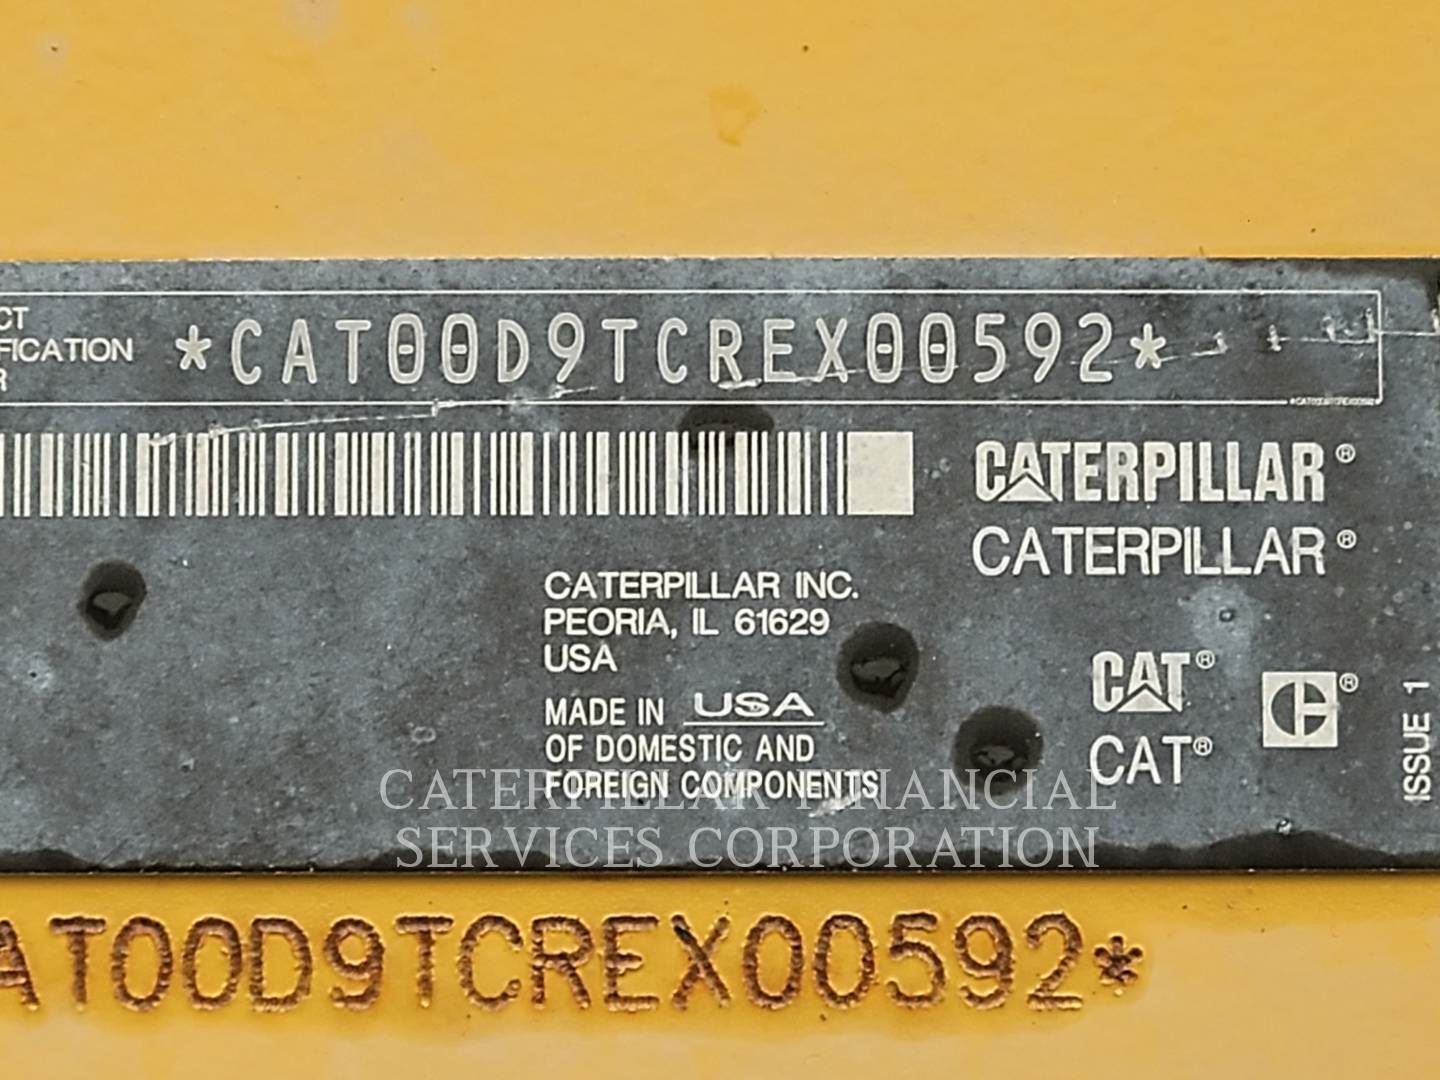 CT
FICATION
R
*CAT00D9TCREX00592*
*CAT00D9TCREX00592*
CATERPILLAR®
CATERPILLAR®
CATERPILLAR INC.
PEORIA, IL 61629
USA
MADE IN USA
OF DOMESTIC AND
FOREIGN COMPONENTS
CAT®
CAT®
C®
ISSUE 1
CATERPILLAR FINANCIAL
SERVICES CORPORATION
AT00D9TCREX00592*